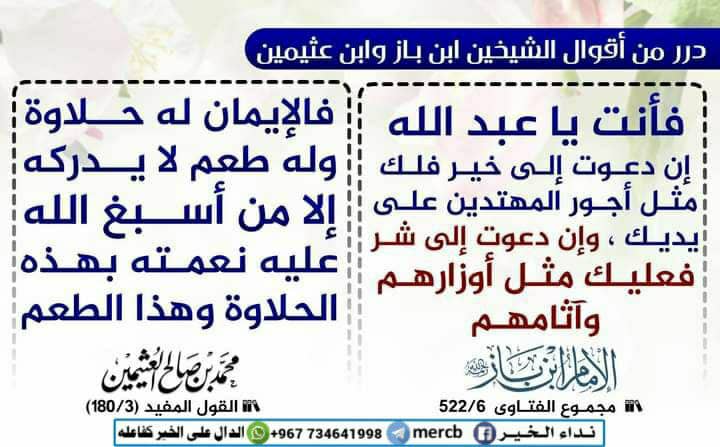 درر من أقوال الشيخين ابن باز وابن عثيمين
فأنت يا عبد الله
إن دعوت إلى خير فلك
مثل أجور المهتدين على
يديك ، وإن دعوت إلى شر
فعليك مثل أوزارهم
وآثامهم
الإمام ابن باز رحمه الله
مجموع الفتاوى 522/6
فالإيمان له حلاوة
وله طعم لا يدركه
إلا من أسبغ الله
عليه نعمته بهذه
الحلاوة وهذا الطعم
محمد بن صالح العثيمين
القول المفيد (180/3)
نداء الخير mercb +967 734641998 الدال على الخير كفاعله